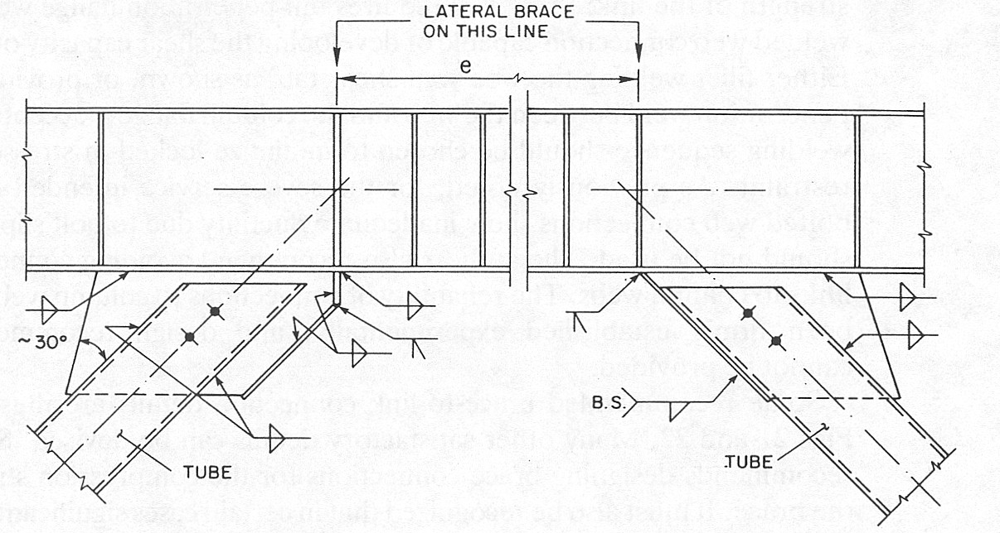 LATERAL BRACE
ON THIS LINE
e
~30°
B.S.
TUBE
TUBE